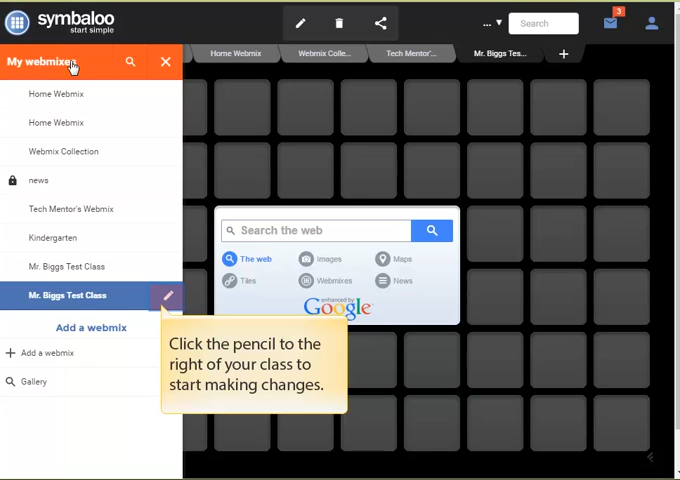 symbaloo
start simple
...
Search
3
My webmixes
Home Webmix
Webmix Colle...
Tech Mentor'...
Mr. Biggs Tes...
Home Webmix
Home Webmix
Webmix Collection
news
Tech Mentor's Webmix
Kindergarten
Mr. Biggs Test Class
Mr. Biggs Test Class
Add a webmix
Add a webmix
Gallery
Search the web
The web
Images
Maps
Tiles
Webmixes
News
enhanced by
Google
Click the pencil to the
right of your class to
start making changes.